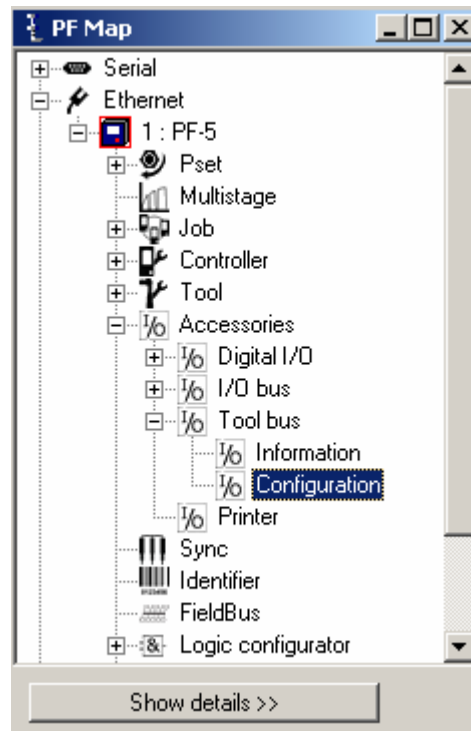 PF Map
Serial
Ethernet
1 : PF-5
Pset
Multistage
Job
Controller
Tool
Accessories
Digital I/O
I/O bus
Tool bus
Information
Configuration
Printer
Sync
Identifier
FieldBus
Logic configurator
Show details >>